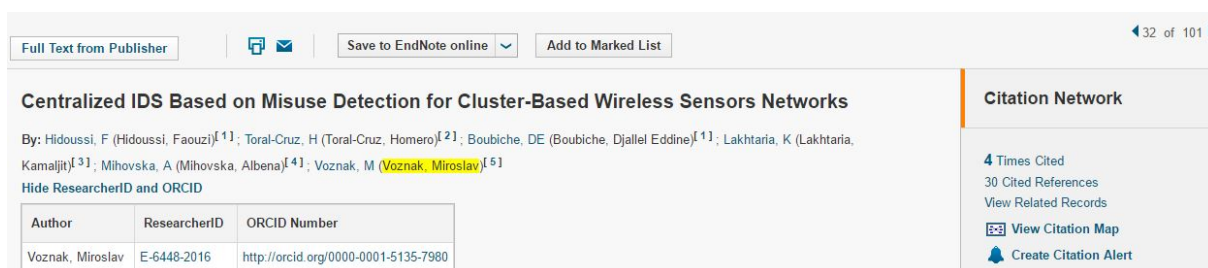 Full Text from Publisher
Save to EndNote online
Add to Marked List
32 of 101
Centralized IDS Based on Misuse Detection for Cluster-Based Wireless Sensors Networks
By: Hidoussi, F (Hidoussi, Faouzi)[ 1 ] ; Toral-Cruz, H (Toral-Cruz, Homero)[ 2 ] ; Boubiche, DE (Boubiche, Djallel Eddine)[ 1 ] ; Lakhtaria, K (Lakhtaria,
Kamaljit)[ 3 ] ; Mihovska, A (Mihovska, Albena)[ 4 ] ; Voznak, M (Voznak, Miroslav)[ 5 ]
Hide ResearcherID and ORCID
Author ResearcherID ORCID Number
Voznak, Miroslav E-6448-2016 http://orcid.org/0000-0001-5135-7980
Citation Network
4 Times Cited
30 Cited References
View Related Records
View Citation Map
Create Citation Alert